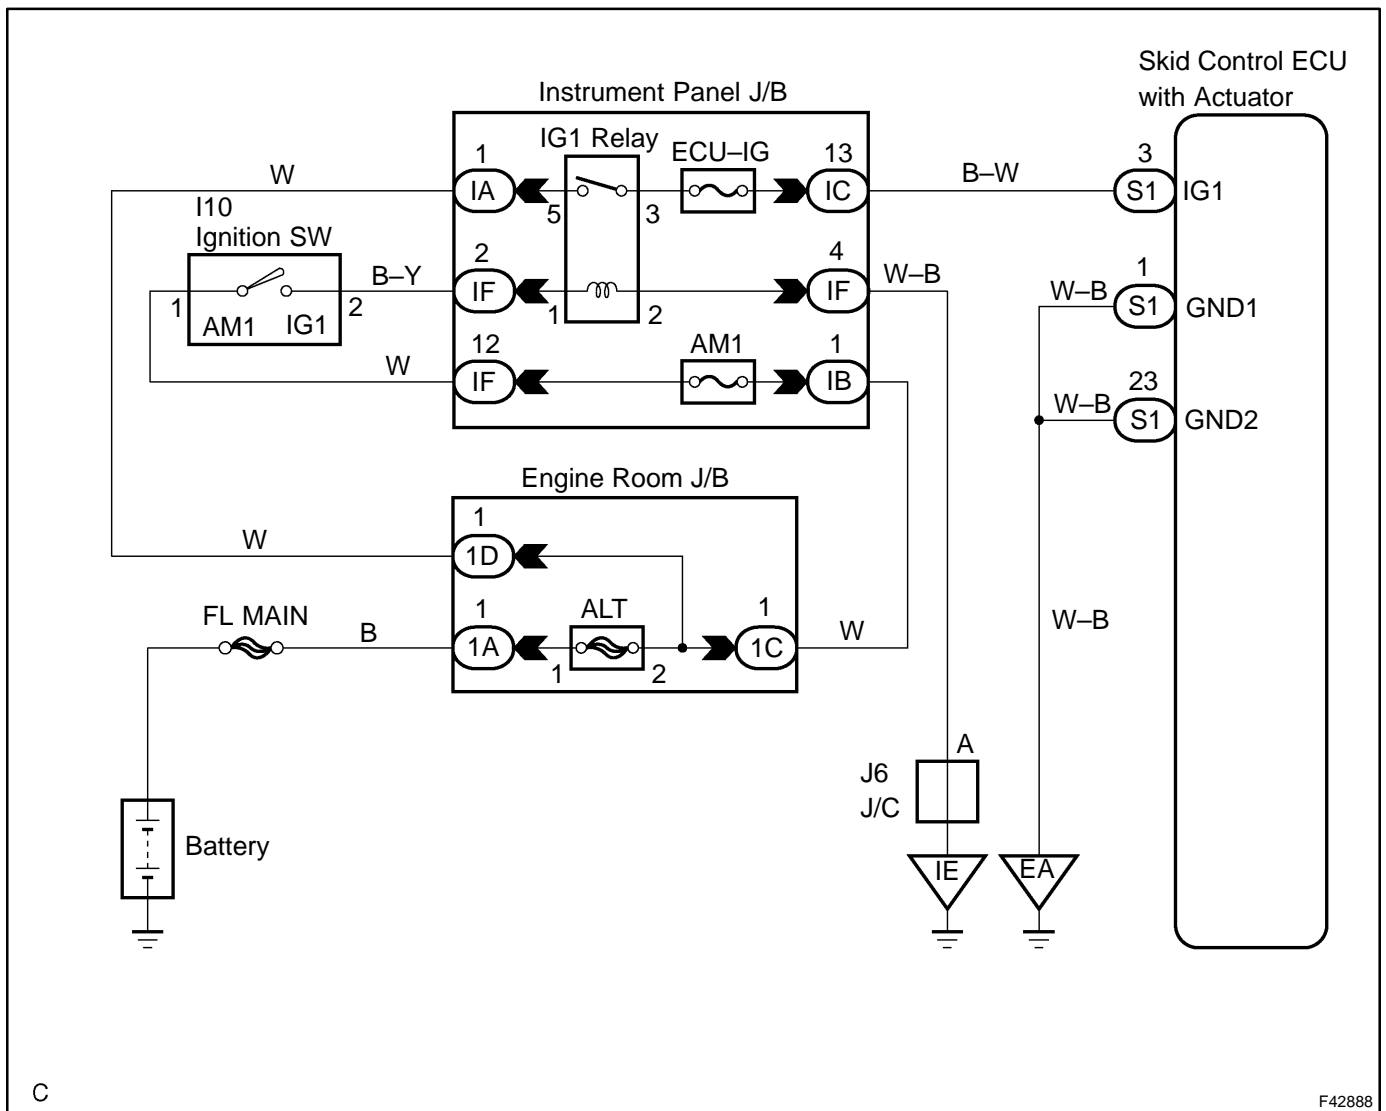 Skid Control ECU
with Actuator
Instrument Panel J/B
IG1 Relay
ECU–IG
1
13
3
W
IA
5
3
IC
B–W
S1
IG1
I10
Ignition SW
2
4
1
B–Y
IF
1
2
IF
W–B
W–B
S1
GND1
1
AM1
IG1
2
12
AM1
1
23
W
IF
IB
W–B
S1
GND2
Engine Room J/B
1
W
1D
FL MAIN
1
ALT
1
W–B
B
1A
1
2
1C
W
A
J6
J/C
Battery
IE
EA
C
F42888